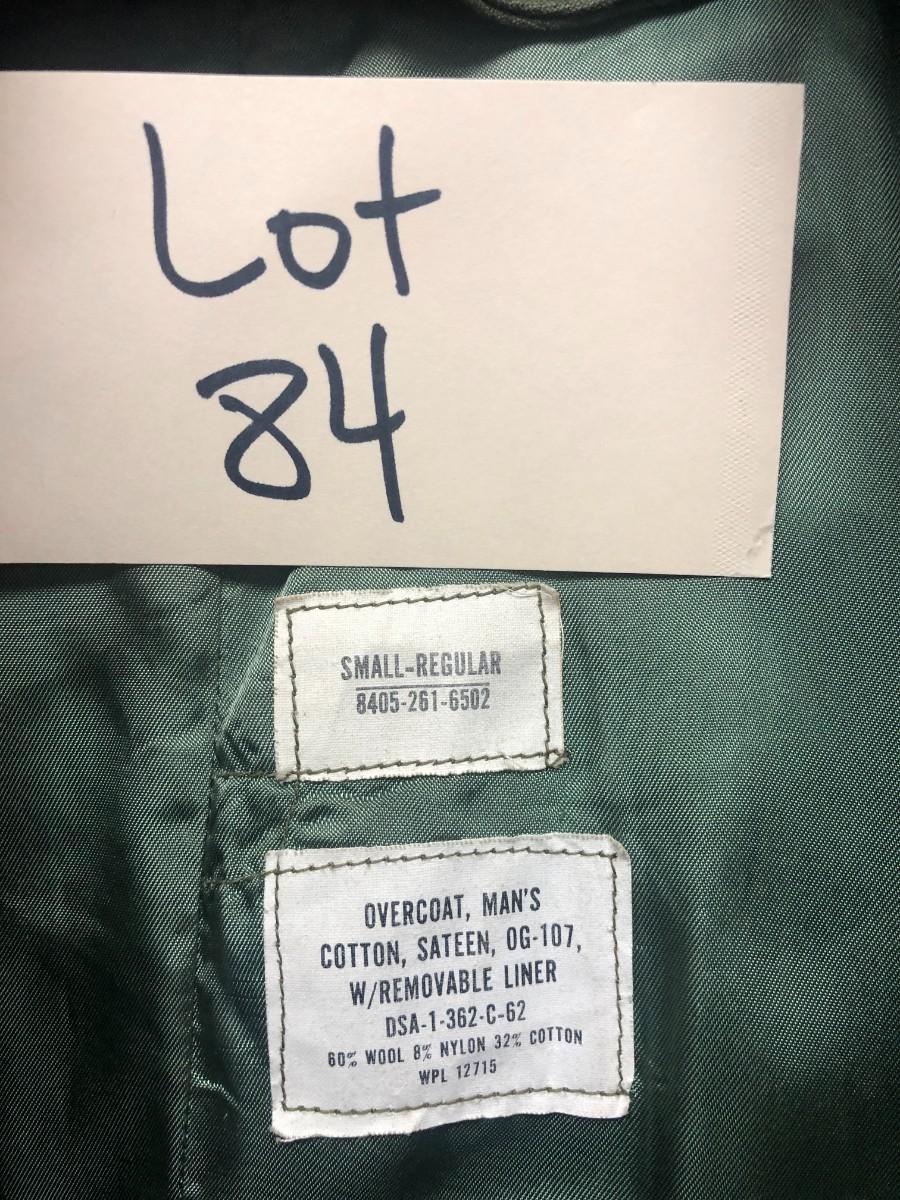 Lot
84
SMALL-REGULAR
8405-261-6502
OVERCOAT, MAN'S
COTTON, SATEEN, OG-107,
W/REMOVABLE LINER
DSA-1-362-C-62
60% WOOL 8% NYLON 32% COTTON
WPL 12715